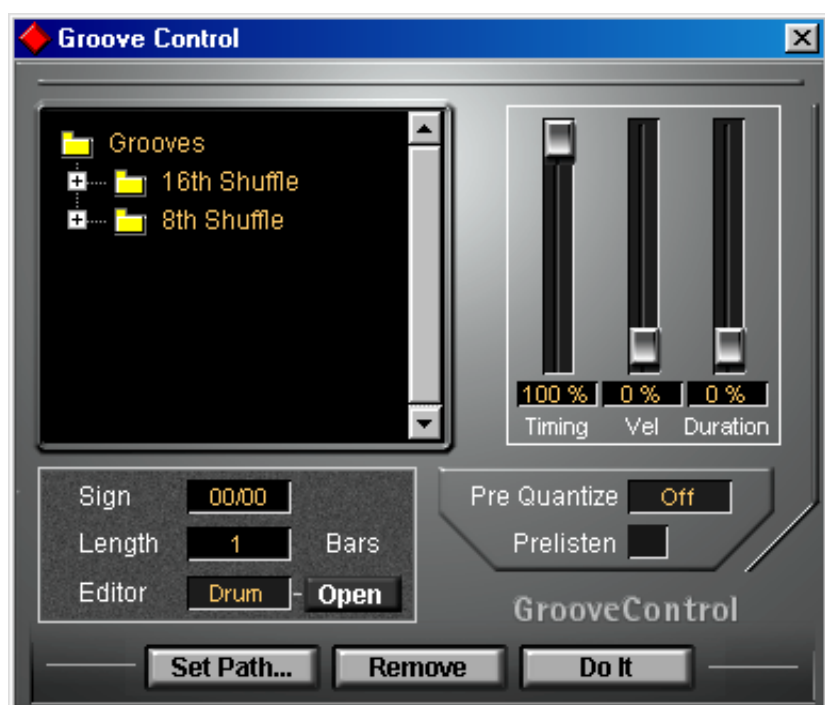 Groove Control
Grooves
16th Shuffle
8th Shuffle
100 % 0 % 0 %
Timing Vel Duration
Sign 00/00
Length 1 Bars
Editor Drum - Open
Pre Quantize Off
Prelisten
GrooveControl
Set Path... Remove Do It